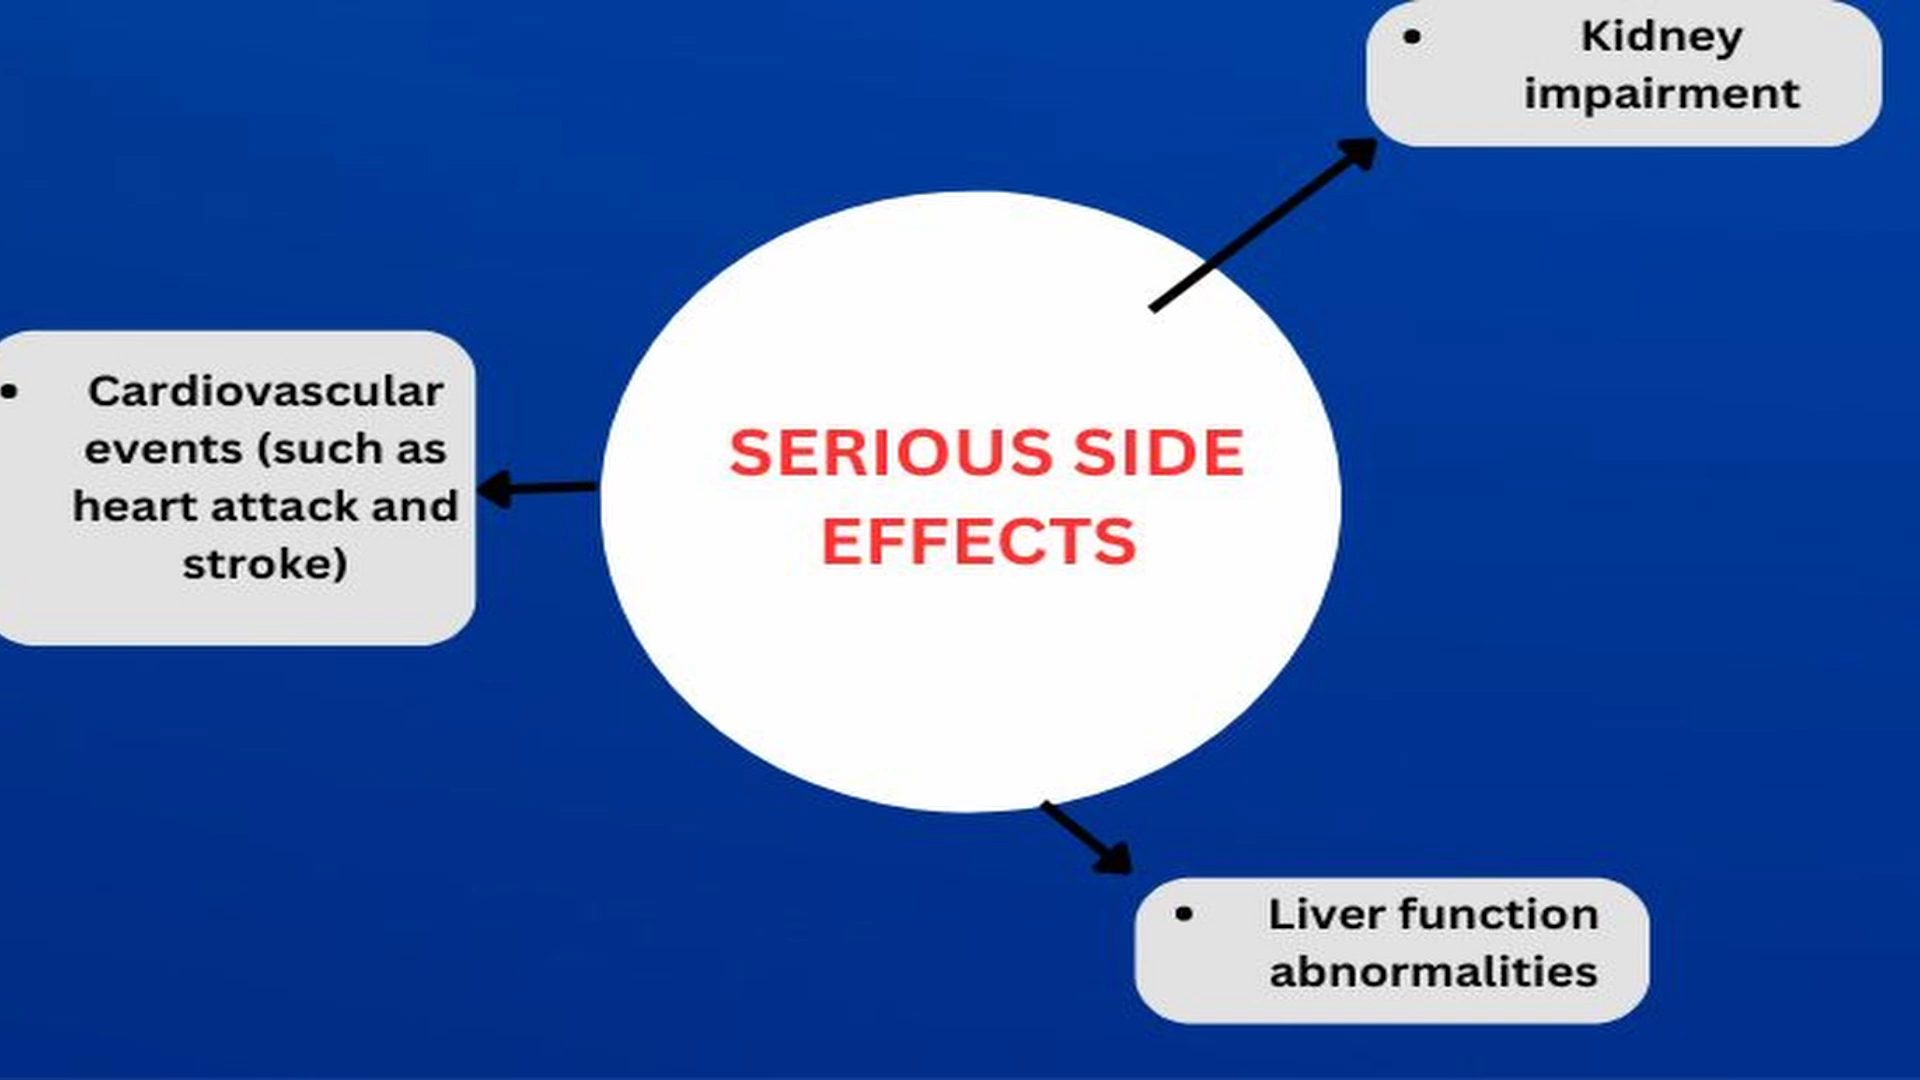 • Kidney
impairment
• Cardiovascular
events (such as
heart attack and
stroke)
SERIOUS SIDE
EFFECTS
• Liver function
abnormalities